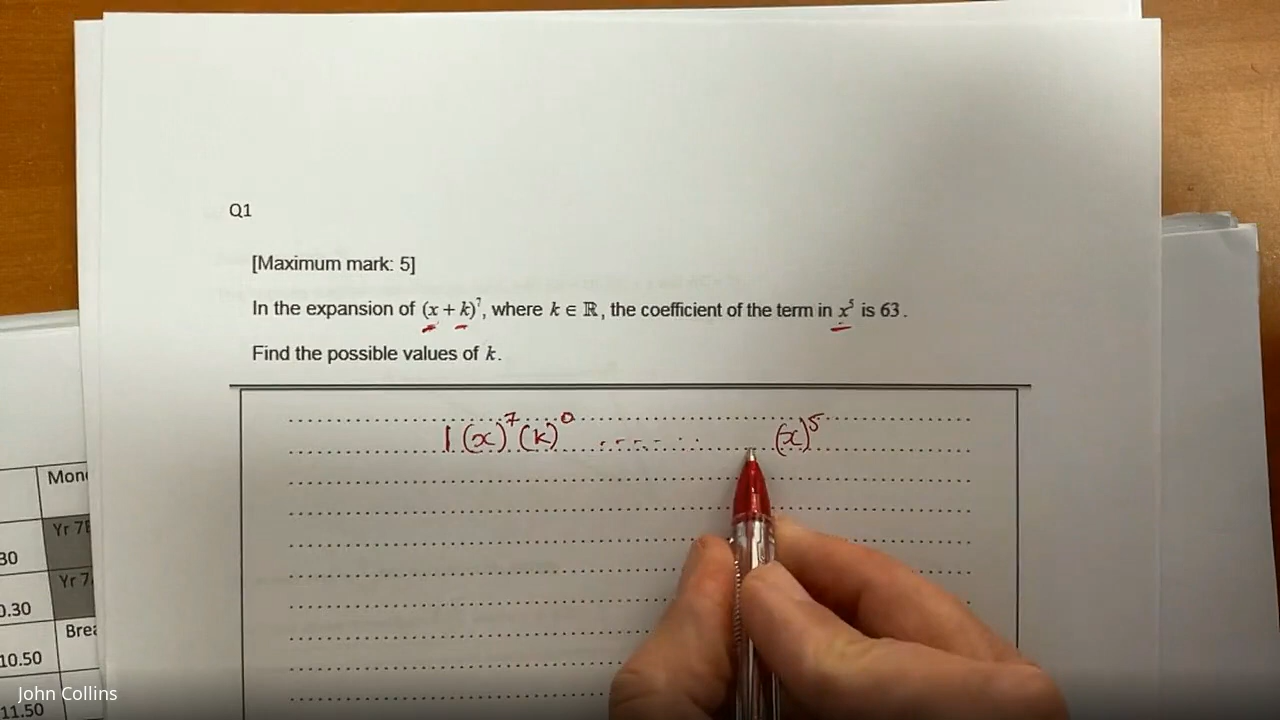 Q1
[Maximum mark: 5]
In the expansion of (x + k)⁷, where k ∈ ℝ, the coefficient of the term in x⁵ is 63.
Find the possible values of k.
1 (x)⁷ (k)⁰ ........ (x)⁵
Mon
Yr 7
30
Yr 7
0.30
Brea
10.50
11.50
John Collins